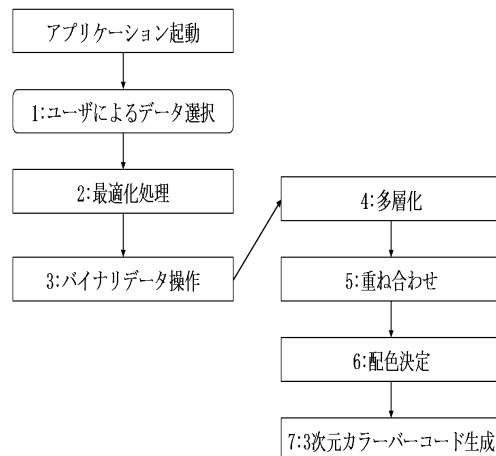 アプリケーション起動
1:ユーザによるデータ選択
2:最適化処理
3:バイナリデータ操作
4:多層化
5:重ね合わせ
6:配色決定
7:3次元カラーバーコード生成